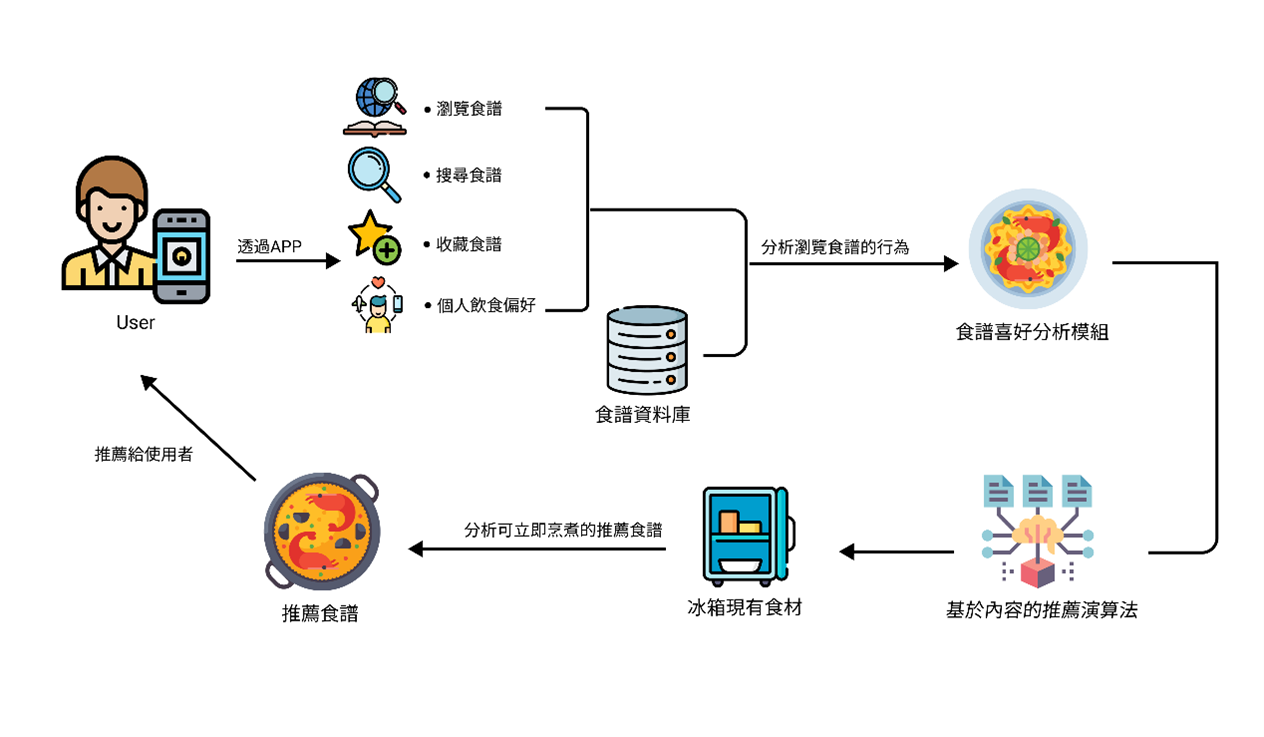 • 瀏覽食譜
• 搜尋食譜
透過APP
• 收藏食譜
• 個人飲食偏好
User
食譜資料庫
分析瀏覽食譜的行為
食譜喜好分析模組
基於內容的推薦演算法
冰箱現有食材
分析可立即烹煮的推薦食譜
推薦食譜
推薦給使用者